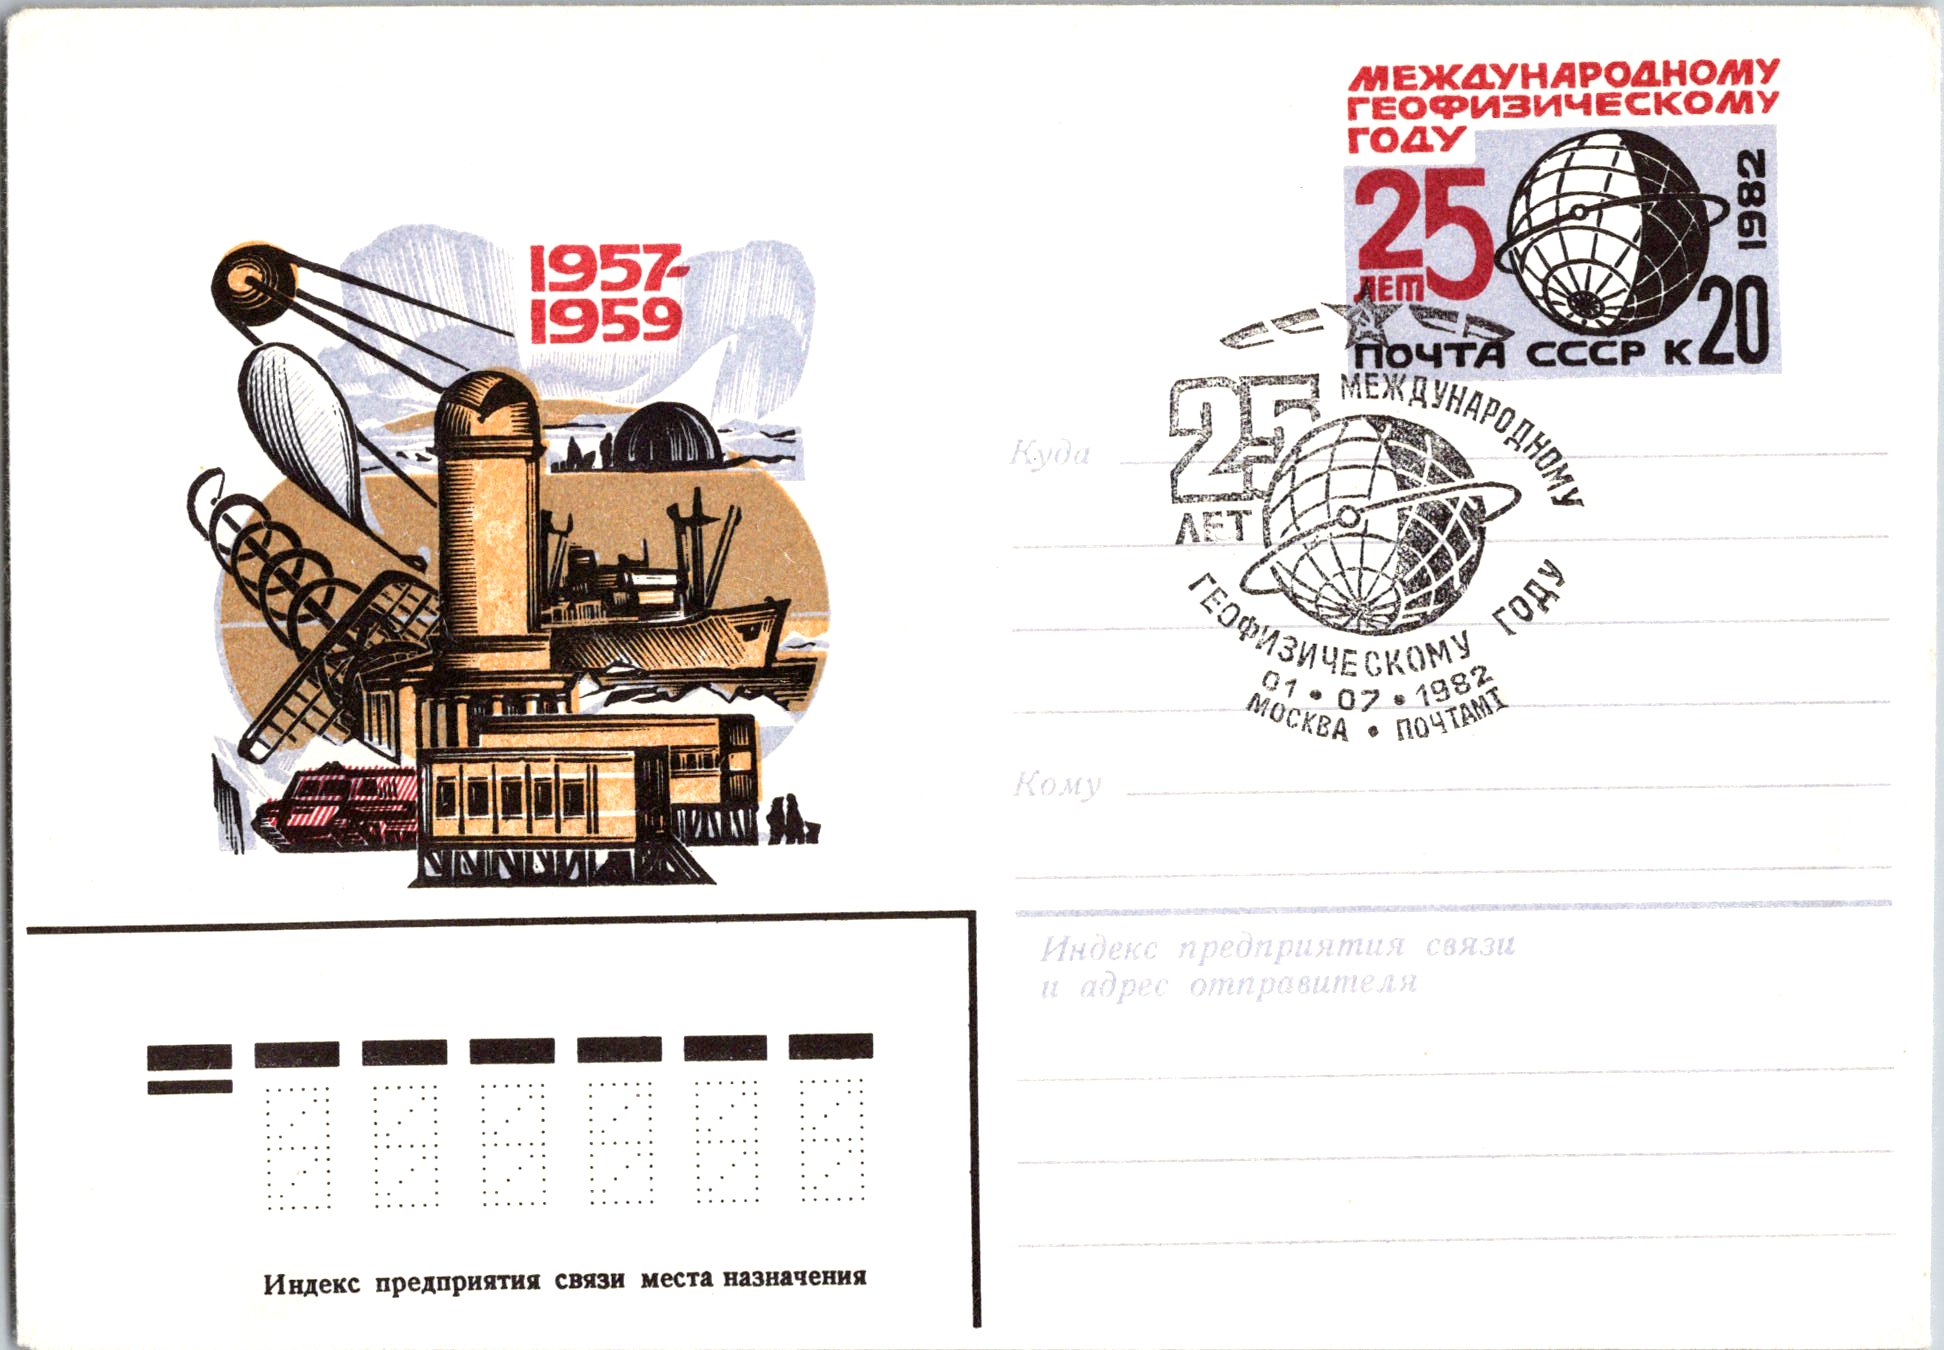 МЕЖДУНАРОДНОМУ
ГЕОФИЗИЧЕСКОМУ
ГОДУ
25
ЛЕТ
1982
ПОЧТА СССР К 20
1957-
1959
25
ЛЕТ
МЕЖДУНАРОДНОМУ
ГЕОФИЗИЧЕСКОМУ ГОДУ
01 • 07 • 1982
МОСКВА • ПОЧТАМТ
Куда
Кому
Индекс предприятия связи
и адрес отправителя
Индекс предприятия связи места назначения